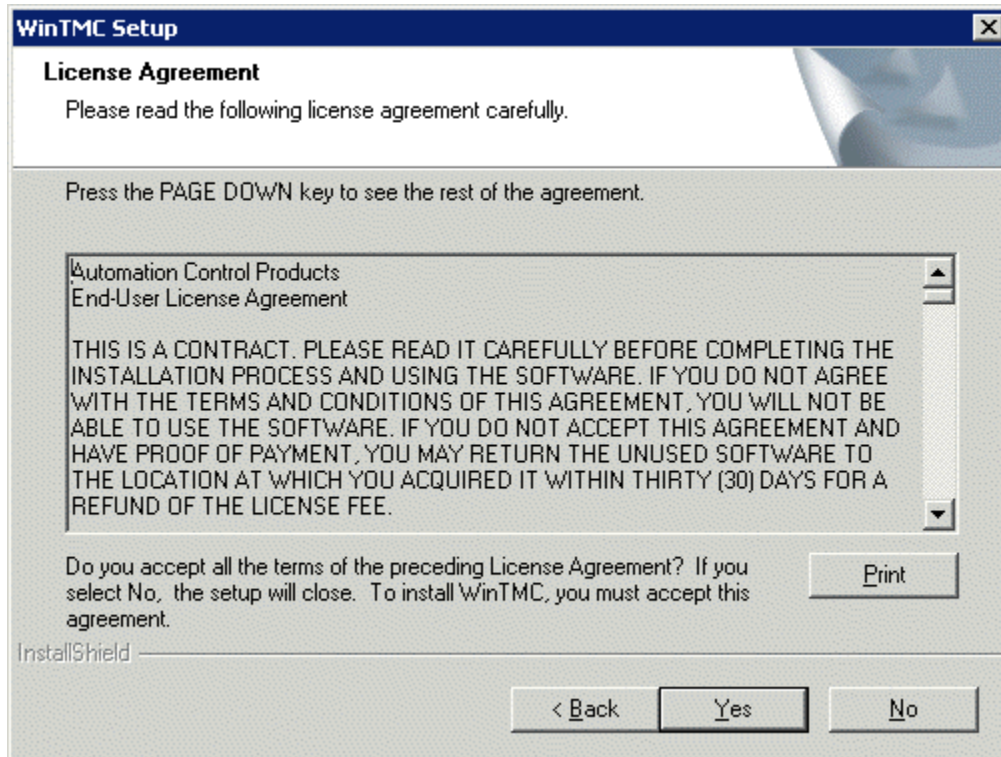 WinTMC Setup
License Agreement
Please read the following license agreement carefully.
Press the PAGE DOWN key to see the rest of the agreement.
Automation Control Products
End-User License Agreement
THIS IS A CONTRACT. PLEASE READ IT CAREFULLY BEFORE COMPLETING THE
INSTALLATION PROCESS AND USING THE SOFTWARE. IF YOU DO NOT AGREE
WITH THE TERMS AND CONDITIONS OF THIS AGREEMENT, YOU WILL NOT BE
ABLE TO USE THE SOFTWARE. IF YOU DO NOT ACCEPT THIS AGREEMENT AND
HAVE PROOF OF PAYMENT, YOU MAY RETURN THE UNUSED SOFTWARE TO
THE LOCATION AT WHICH YOU ACQUIRED IT WITHIN THIRTY (30) DAYS FOR A
REFUND OF THE LICENSE FEE.
Do you accept all the terms of the preceding License Agreement?  If you
select No,  the setup will close.  To install WinTMC, you must accept this
agreement.
Print
InstallShield
< Back
Yes
No